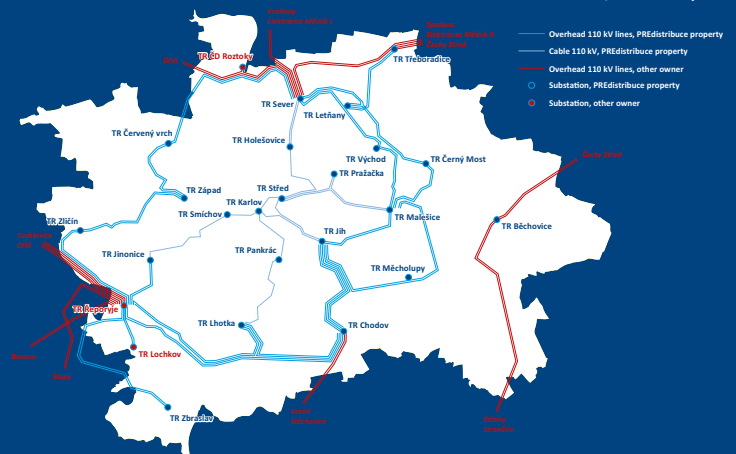 Overhead 110 kV lines, PREdistribuce property
Cable 110 kV, PREdistribuce property
Overhead 110 kV lines, other owner
Substation, PREdistribuce property
Substation, other owner
TR ČD Roztoky
TR Třeboradice
TR Sever
TR Letňany
TR Červený vrch
TR Holešovice
TR Východ
TR Černý Most
TR Pražačka
TR Západ
TR Střed
TR Karlov
TR Smíchov
TR Malešice
TR Zličín
TR Běchovice
TR Jih
TR Jinonice
TR Pankrác
TR Měcholupy
TR Řeporyje
TR Lhotka
TR Chodov
TR Lochkov
TR Zbraslav